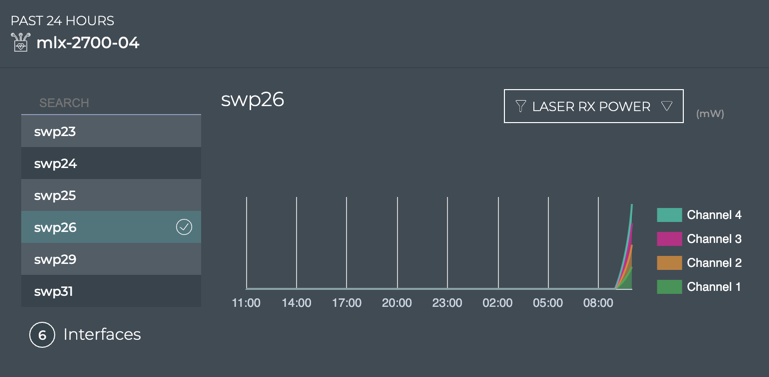 PAST 24 HOURS
mlx-2700-04
SEARCH
swp23
swp24
swp25
swp26
swp29
swp31
6 Interfaces
swp26
LASER RX POWER
(mW)
Channel 4
Channel 3
Channel 2
Channel 1
11:00 14:00 17:00 20:00 23:00 02:00 05:00 08:00